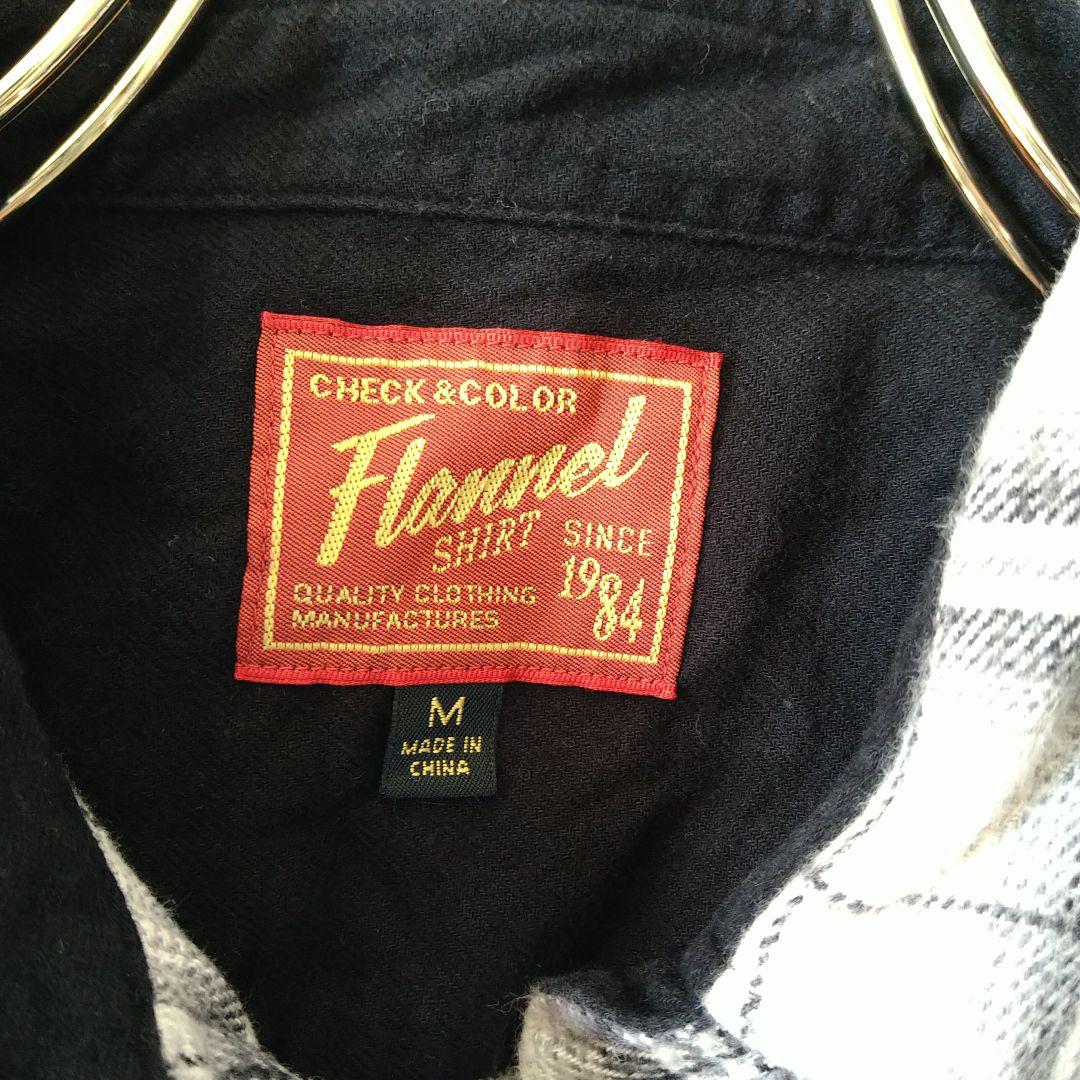 CHECK & COLOR
Flannel
SHIRT
SINCE
1984
QUALITY CLOTHING
MANUFACTURES
M
MADE IN
CHINA